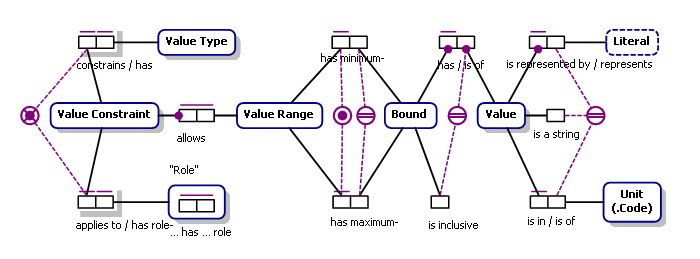 Value Type
Literal
constrains / has
has minimum-
has / is of
is represented by / represents
Value Constraint
Value Range
Bound
Value
allows
is a string
"Role"
Unit
(.Code)
applies to / has role-
... has ... role
has maximum-
is inclusive
is in / is of